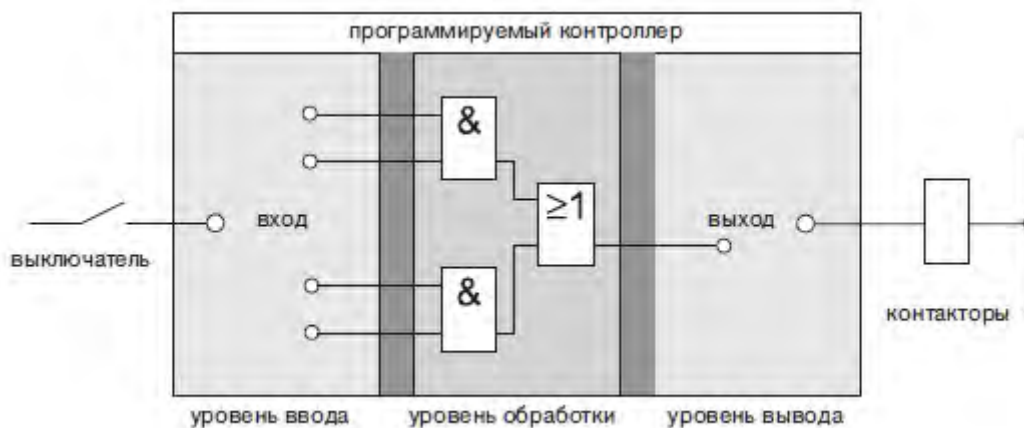 программируемый контроллер
&
≥1
вход
выход
выключатель
&
контакторы
уровень ввода
уровень обработки
уровень вывода